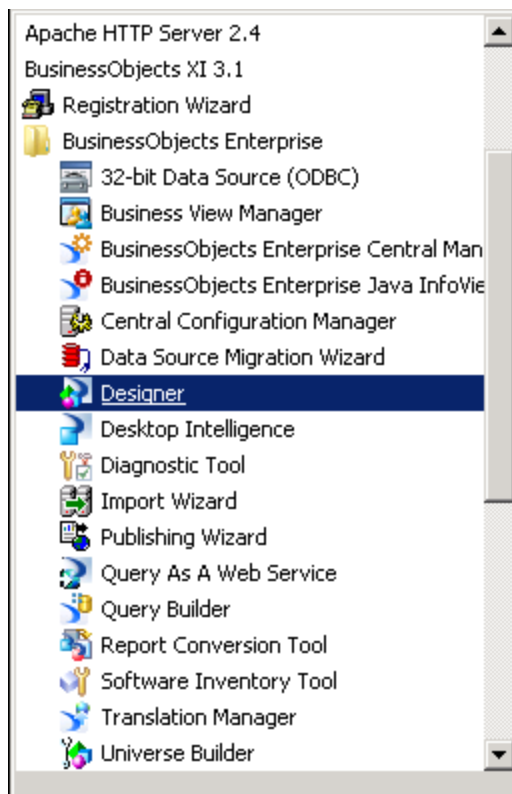 Apache HTTP Server 2.4
BusinessObjects XI 3.1
Registration Wizard
BusinessObjects Enterprise
32-bit Data Source (ODBC)
Business View Manager
BusinessObjects Enterprise Central Man
BusinessObjects Enterprise Java InfoVie
Central Configuration Manager
Data Source Migration Wizard
Designer
Desktop Intelligence
Diagnostic Tool
Import Wizard
Publishing Wizard
Query As A Web Service
Query Builder
Report Conversion Tool
Software Inventory Tool
Translation Manager
Universe Builder